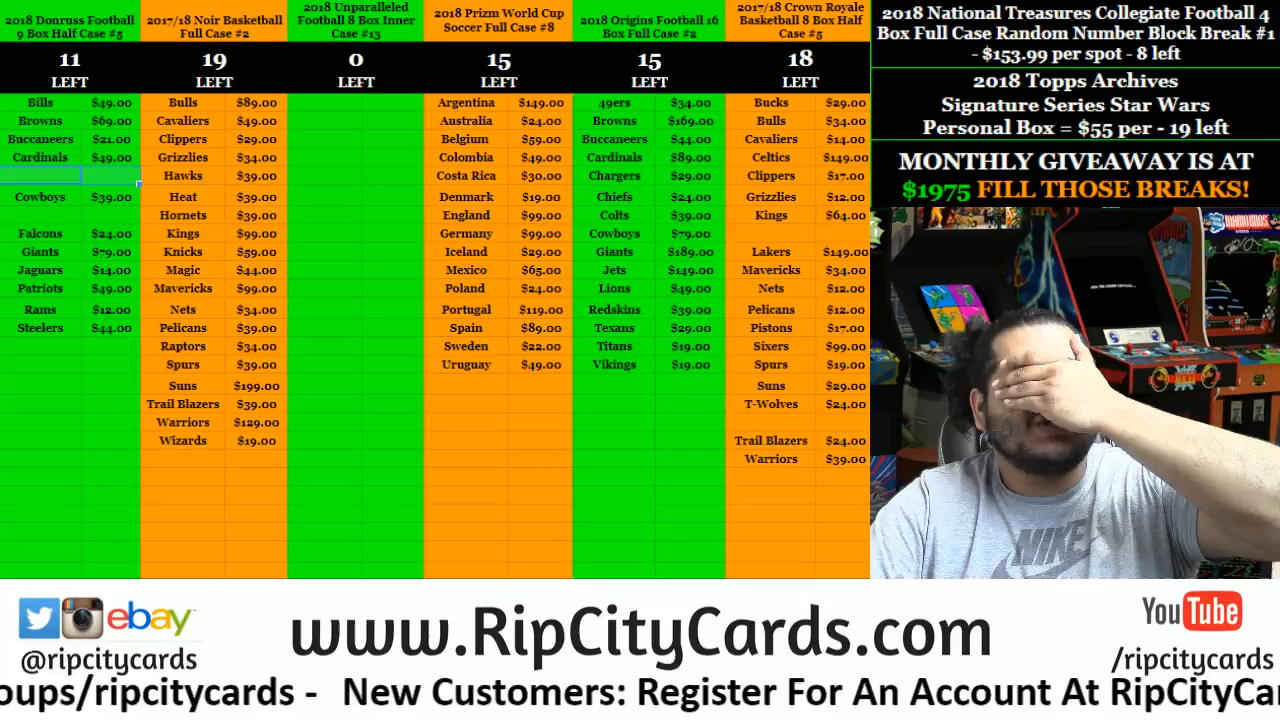 2018 Donruss Football
9 Box Half Case #5
11
LEFT
Bills $49.00
Browns $69.00
Buccaneers $21.00
Cardinals $49.00
Cowboys $39.00
Falcons $24.00
Giants $79.00
Jaguars $14.00
Patriots $49.00
Rams $12.00
Steelers $44.00
2017/18 Noir Basketball
Full Case #2
19
LEFT
Bulls $89.00
Cavaliers $49.00
Clippers $29.00
Grizzlies $34.00
Hawks $39.00
Heat $39.00
Hornets $39.00
Kings $99.00
Knicks $59.00
Magic $44.00
Mavericks $99.00
Nets $34.00
Pelicans $39.00
Raptors $34.00
Spurs $39.00
Suns $199.00
Trail Blazers $39.00
Warriors $129.00
Wizards $19.00
2018 Unparalleled
Football 8 Box Inner
Case #13
0
LEFT
2018 Prizm World Cup
Soccer Full Case #8
15
LEFT
Argentina $149.00
Australia $24.00
Belgium $59.00
Colombia $49.00
Costa Rica $30.00
Denmark $19.00
England $99.00
Germany $99.00
Iceland $29.00
Mexico $65.00
Poland $24.00
Portugal $119.00
Spain $89.00
Sweden $22.00
Uruguay $49.00
2018 Origins Football 16
Box Full Case #2
15
LEFT
49ers $34.00
Browns $169.00
Buccaneers $44.00
Cardinals $89.00
Chargers $29.00
Chiefs $24.00
Colts $39.00
Cowboys $79.00
Giants $189.00
Jets $149.00
Lions $49.00
Redskins $39.00
Texans $29.00
Titans $19.00
Vikings $19.00
2017/18 Crown Royale
Basketball 8 Box Half
Case #5
18
LEFT
Bucks $29.00
Bulls $34.00
Cavaliers $14.00
Celtics $149.00
Clippers $17.00
Grizzlies $12.00
Kings $64.00
Lakers $149.00
Mavericks $34.00
Nets $12.00
Pelicans $12.00
Pistons $17.00
Sixers $99.00
Spurs $19.00
Suns $29.00
T-Wolves $24.00
Trail Blazers $24.00
Warriors $39.00
2018 National Treasures Collegiate Football 4
Box Full Case Random Number Block Break #1
- $153.99 per spot - 8 left
2018 Topps Archives
Signature Series Star Wars
Personal Box = $55 per - 19 left
MONTHLY GIVEAWAY IS AT
$1975 FILL THOSE BREAKS!
MARIO BROS.
NIKE
ebay
@ripcitycards
www.RipCityCards.com
YouTube
/ripcitycards
oups/ripcitycards - New Customers: Register For An Account At RipCityCar